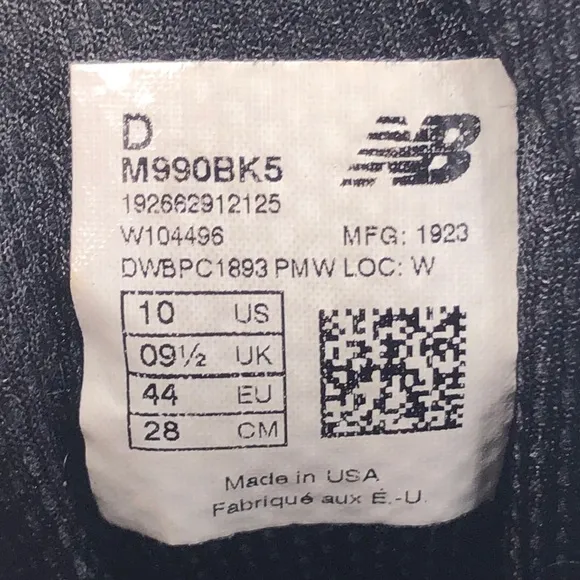 D
M990BK5
NB
192662912125
W104496 MFG: 1923
DWBPC1893 PMW LOC: W
10 US
09½ UK
44 EU
28 CM
Made in USA
Fabriqué aux É.-U.